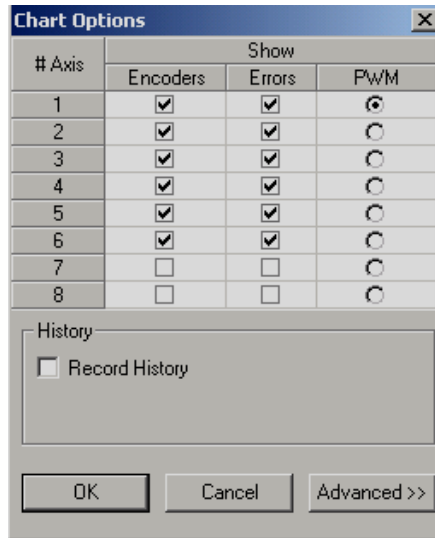 Chart Options
# Axis Show
Encoders Errors PWM
1
2
3
4
5
6
7
8
History
Record History
OK Cancel Advanced >>